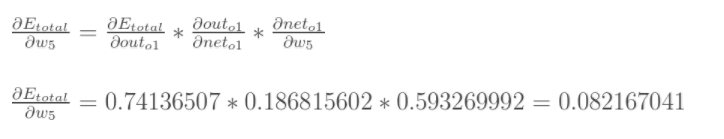 ∂E_total/∂w_5 = ∂E_total/∂out_o1 * ∂out_o1/∂net_o1 * ∂net_o1/∂w_5
∂E_total/∂w_5 = 0.74136507 * 0.186815602 * 0.593269992 = 0.082167041